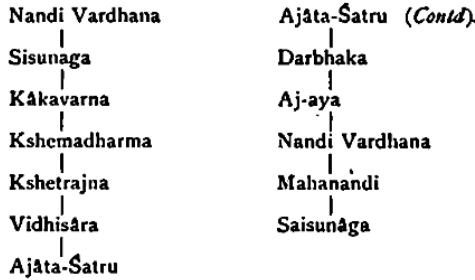 Nandi Vardhana
Sisunaga
Kâkavarna
Kshemadharma
Kshetrajna
Vidhisâra
Ajâta-Śatru
Ajâta-Śatru (Contd).
Darbhaka
Aj-aya
Nandi Vardhana
Mahanandi
Saisunâga